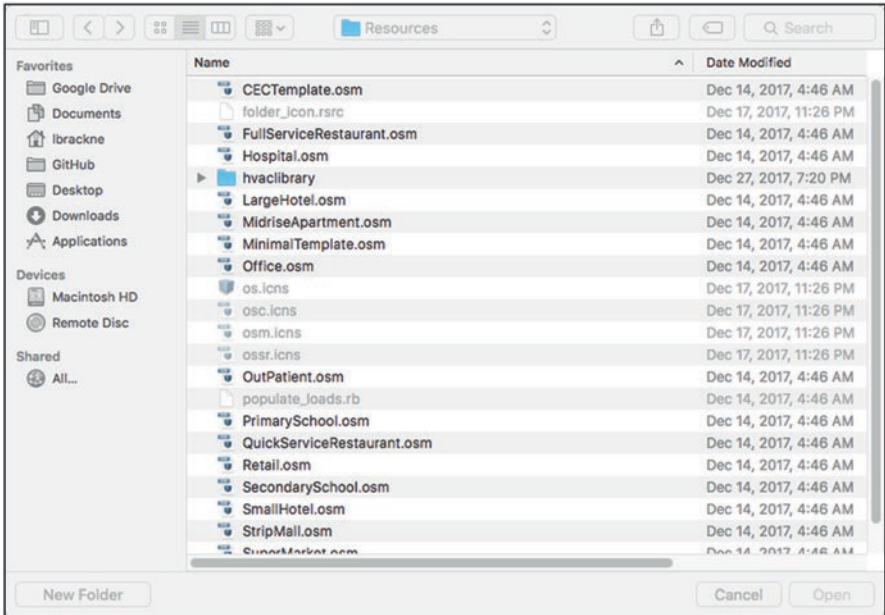 Resources
Search
Favorites
Google Drive
Documents
lbrackne
GitHub
Desktop
Downloads
Applications
Devices
Macintosh HD
Remote Disc
Shared
All...
Name Date Modified
CECTemplate.osm Dec 14, 2017, 4:46 AM
folder_icon.rsrc Dec 17, 2017, 11:26 PM
FullServiceRestaurant.osm Dec 14, 2017, 4:46 AM
Hospital.osm Dec 14, 2017, 4:46 AM
hvaclibrary Dec 27, 2017, 7:20 PM
LargeHotel.osm Dec 14, 2017, 4:46 AM
MidriseApartment.osm Dec 14, 2017, 4:46 AM
MinimalTemplate.osm Dec 14, 2017, 4:46 AM
Office.osm Dec 14, 2017, 4:46 AM
os.icns Dec 17, 2017, 11:26 PM
osc.icns Dec 17, 2017, 11:26 PM
osm.icns Dec 17, 2017, 11:26 PM
ossr.icns Dec 17, 2017, 11:26 PM
OutPatient.osm Dec 14, 2017, 4:46 AM
populate_loads.rb Dec 14, 2017, 4:46 AM
PrimarySchool.osm Dec 14, 2017, 4:46 AM
QuickServiceRestaurant.osm Dec 14, 2017, 4:46 AM
Retail.osm Dec 14, 2017, 4:46 AM
SecondarySchool.osm Dec 14, 2017, 4:46 AM
SmallHotel.osm Dec 14, 2017, 4:46 AM
StripMall.osm Dec 14, 2017, 4:46 AM
SuperMarket.osm Dec 14, 2017, 4:46 AM
New Folder Cancel Open